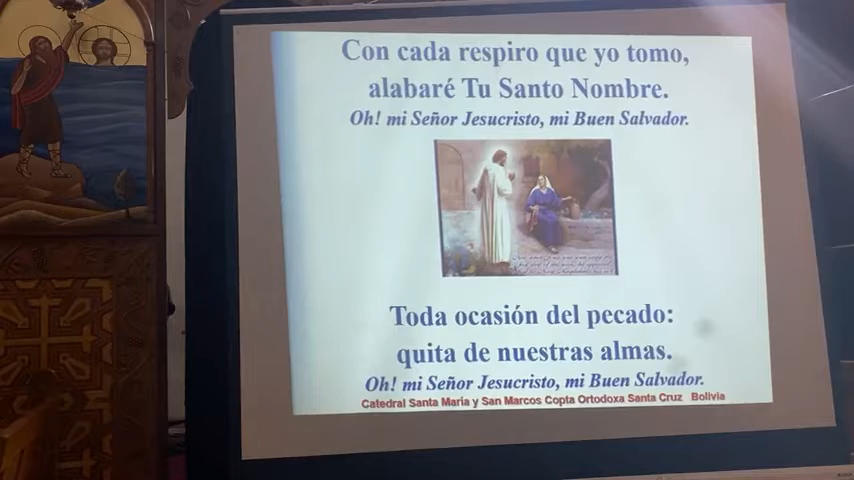 Con cada respiro que yo tomo,
alabaré Tu Santo Nombre.
Oh! mi Señor Jesucristo, mi Buen Salvador.
Toda ocasión del pecado:
quita de nuestras almas.
Oh! mi Señor Jesucristo, mi Buen Salvador.
Catedral Santa María y San Marcos Copta Ortodoxa Santa Cruz Bolivia